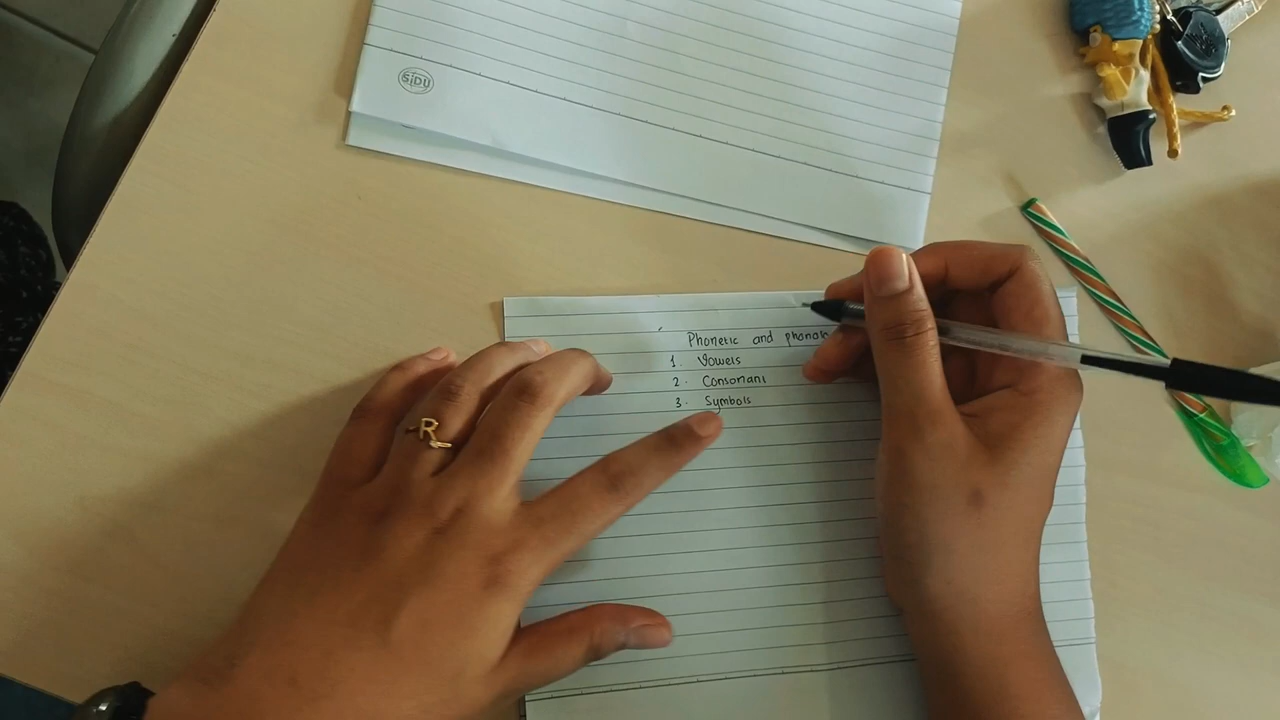 SiDU
Phonetic and
1 Vowels
2. Consonant
3. Symbols
R